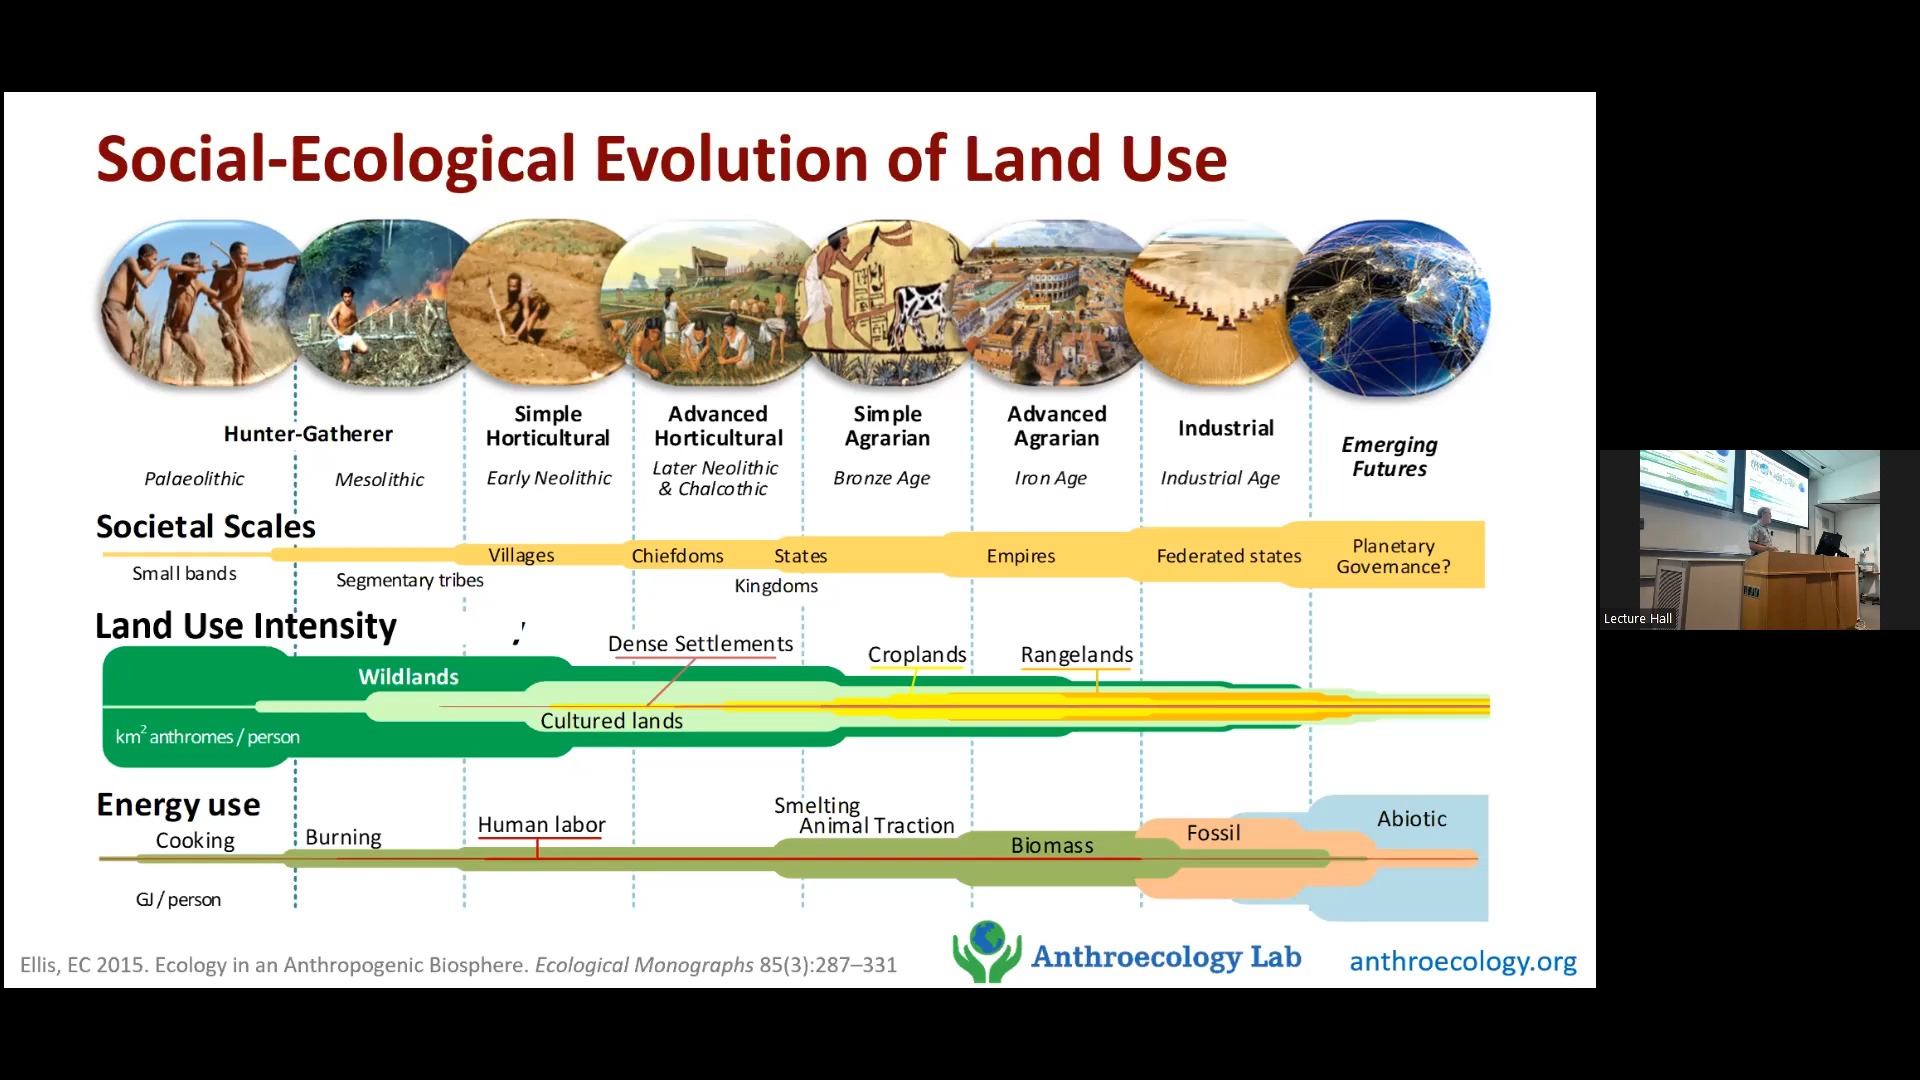 Social-Ecological Evolution of Land Use
Hunter-Gatherer
Palaeolithic
Mesolithic
Simple
Horticultural
Early Neolithic
Advanced
Horticultural
Later Neolithic
& Chalcothic
Simple
Agrarian
Bronze Age
Advanced
Agrarian
Iron Age
Industrial
Industrial Age
Emerging
Futures
Societal Scales
Small bands
Segmentary tribes
Villages
Chiefdoms
States
Kingdoms
Empires
Federated states
Planetary
Governance?
Land Use Intensity
Wildlands
Dense Settlements
Croplands
Rangelands
Cultured lands
km² anthromes / person
Energy use
Cooking
Burning
Human labor
Smelting
Animal Traction
Biomass
Fossil
Abiotic
GJ / person
Ellis, EC 2015. Ecology in an Anthropogenic Biosphere. Ecological Monographs 85(3):287–331
Anthroecology Lab
anthroecology.org
Lecture Hall